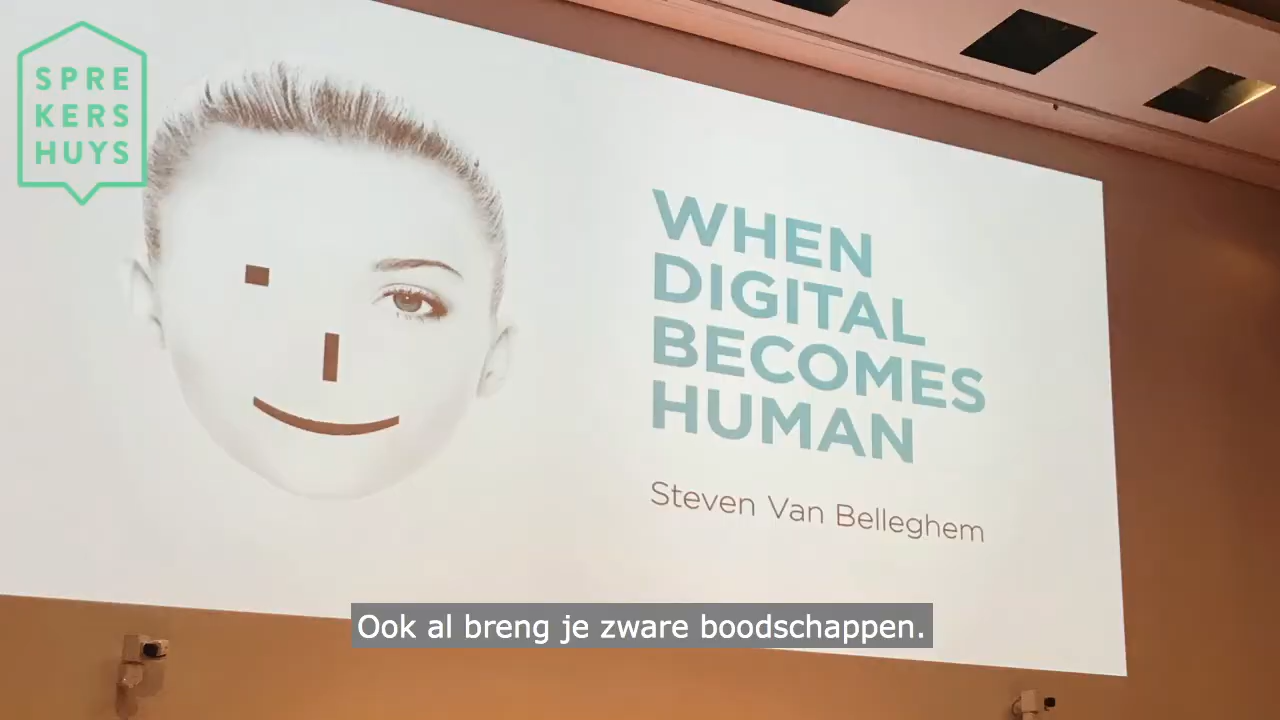 SPRE
KERS
HUYS
WHEN
DIGITAL
BECOMES
HUMAN
Steven Van Belleghem
Ook al breng je zware boodschappen.